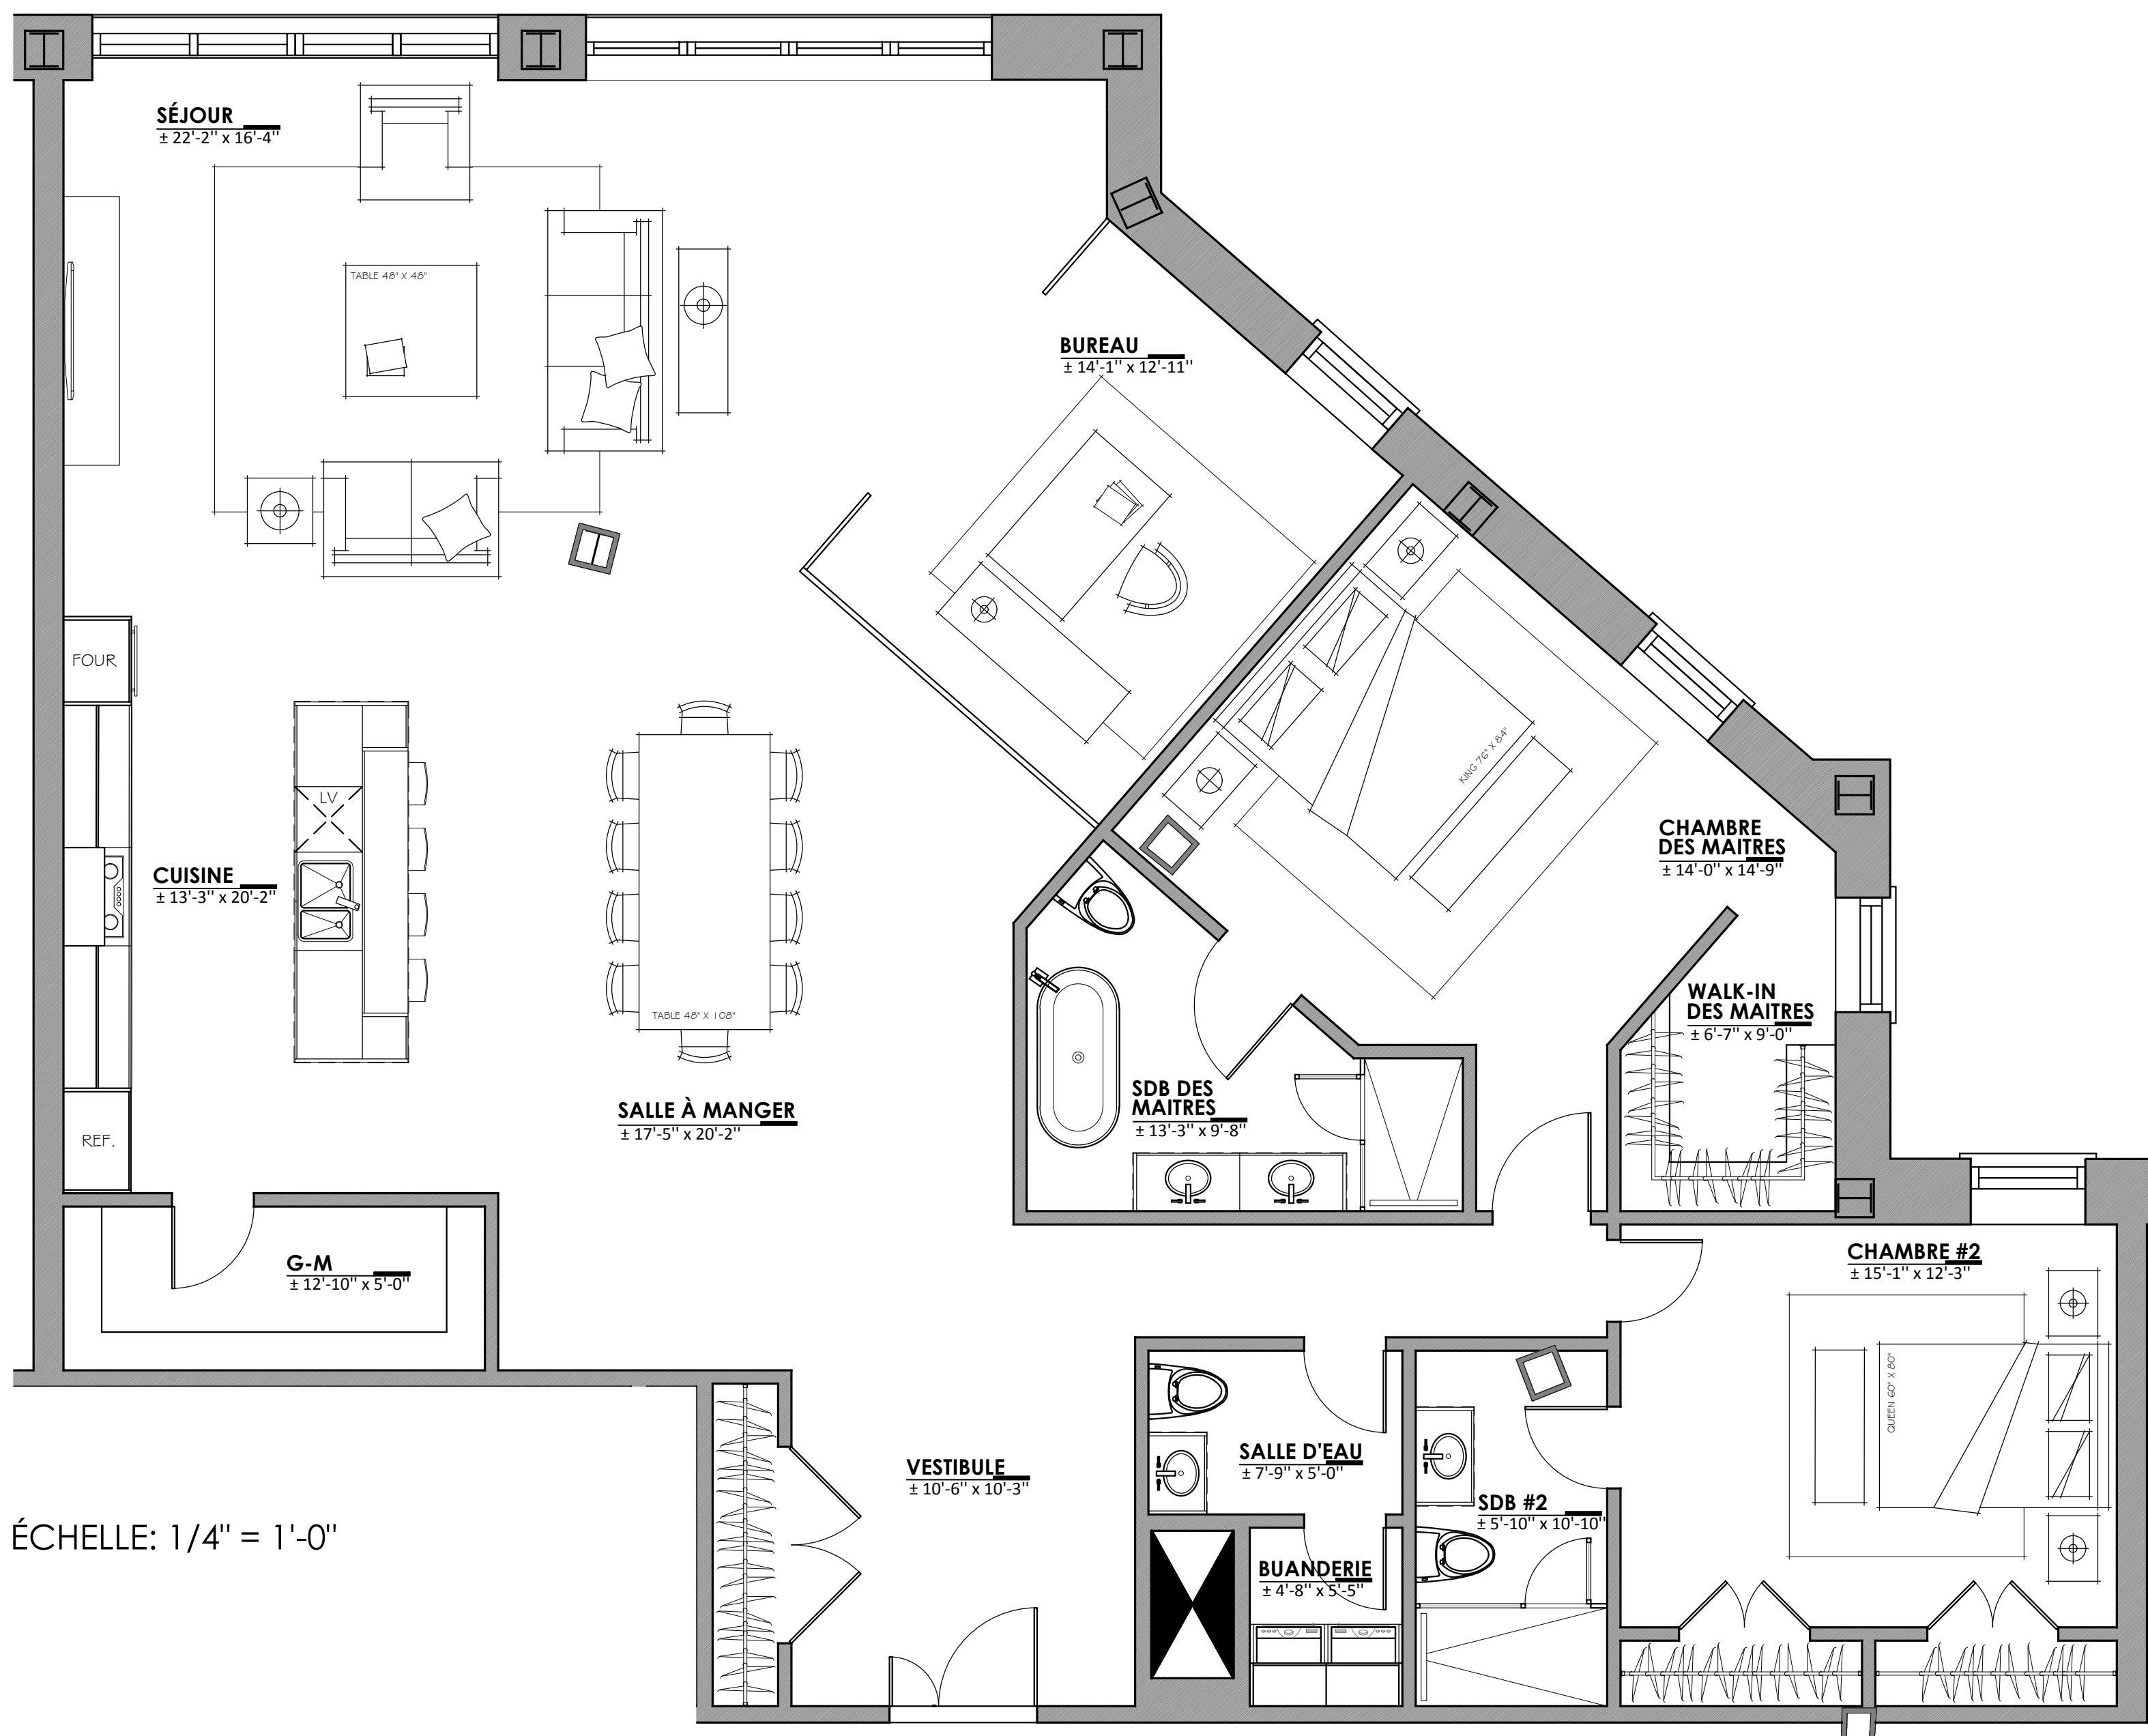 SÉJOUR
± 22'-2" x 16'-4"
TABLE 48" X 48"
BUREAU
± 14'-1" x 12'-11"
FOUR
LV
CUISINE
± 13'-3" x 20'-2"
REF.
TABLE 48" X 108"
SALLE À MANGER
± 17'-5" x 20'-2"
KING 76" X 84"
CHAMBRE
DES MAITRES
± 14'-0" x 14'-9"
WALK-IN
DES MAITRES
± 6'-7" x 9'-0"
SDB DES
MAITRES
± 13'-3" x 9'-8"
G-M
± 12'-10" x 5'-0"
CHAMBRE #2
± 15'-1" x 12'-3"
QUEEN 60" X 80"
VESTIBULE
± 10'-6" x 10'-3"
SALLE D'EAU
± 7'-9" x 5'-0"
SDB #2
± 5'-10" x 10'-10"
BUANDERIE
± 4'-8" x 5'-5"
ÉCHELLE: 1/4" = 1'-0"